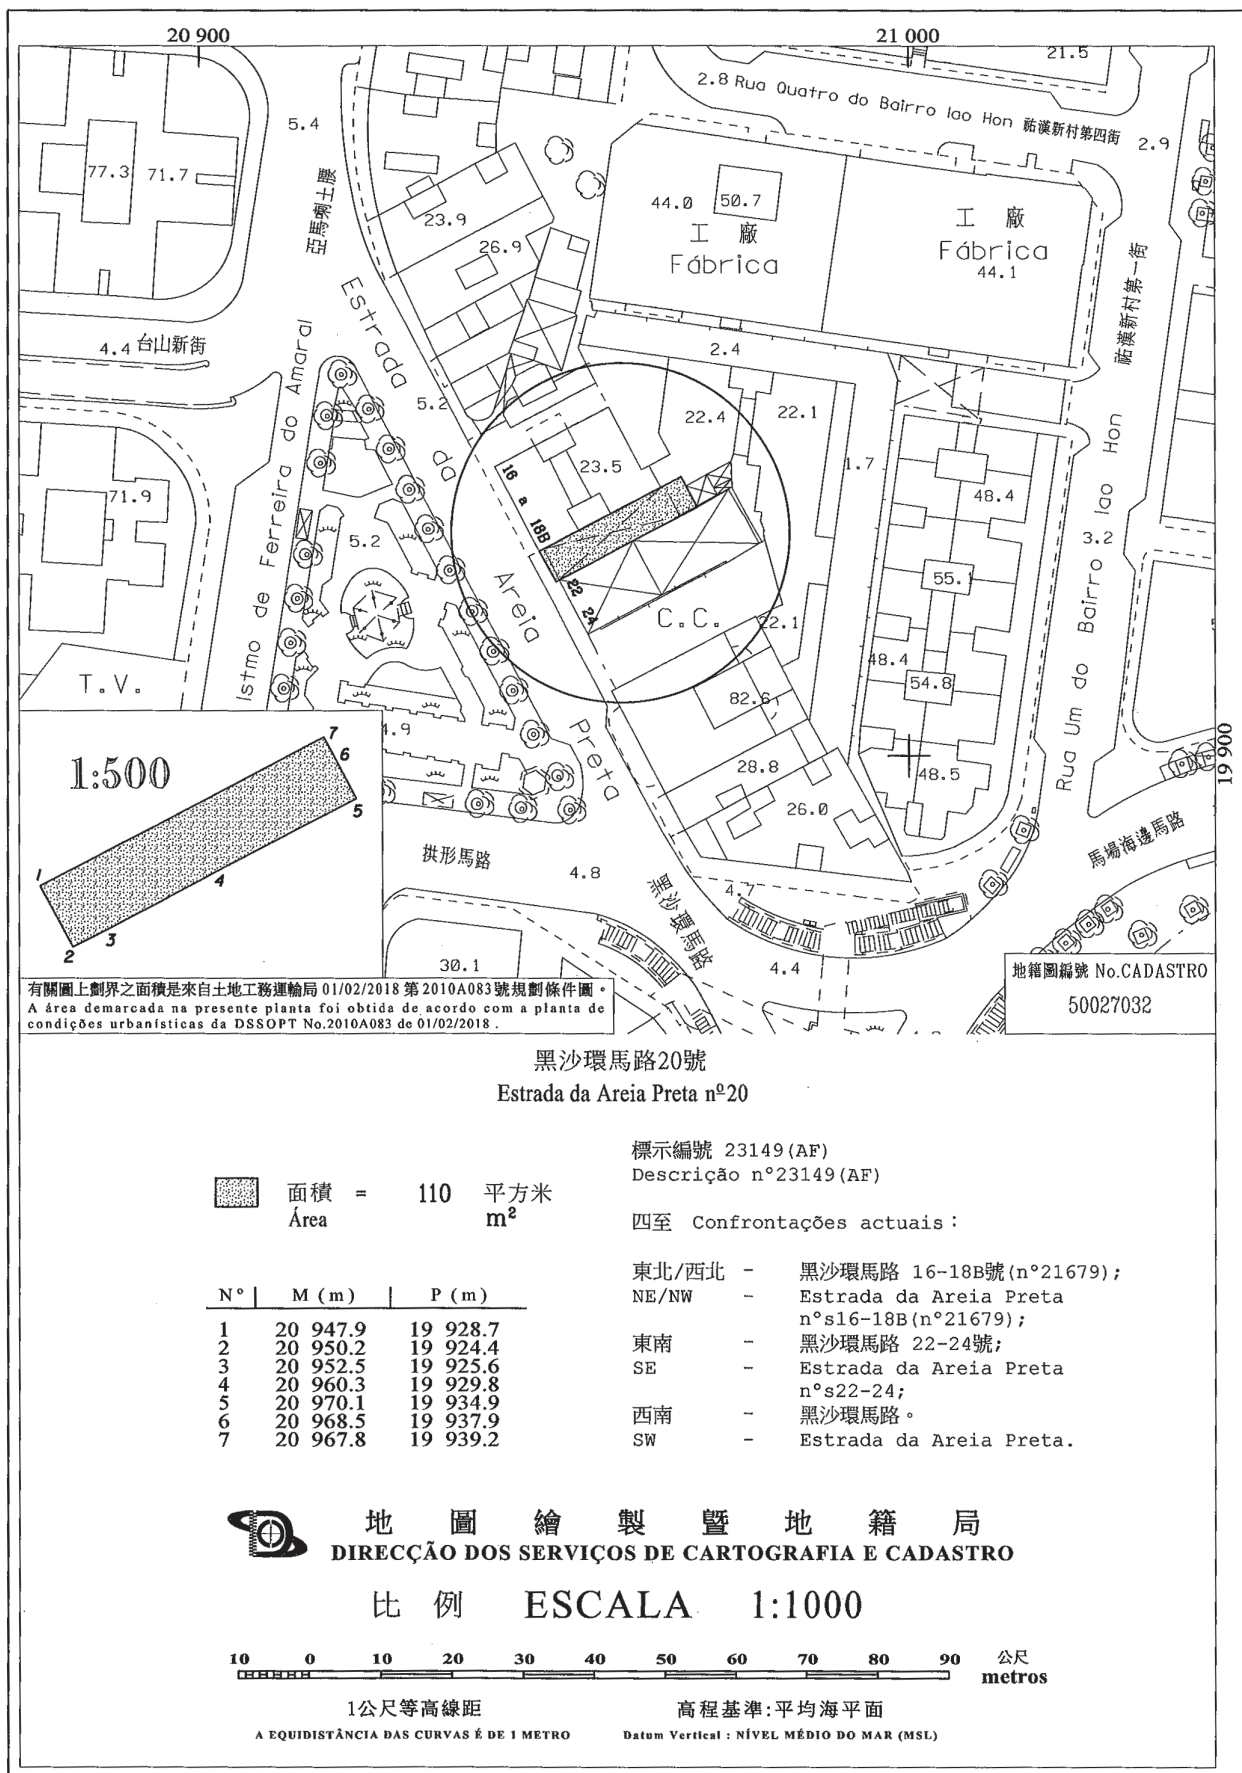 20 900
21 000
21.5
2.8 Rua Quatro do Bairro Iao Hon 祐漢新村第四街
2.9
5.4
77.3
71.7
亞馬喇土腰
23.9
26.9
44.0
50.7
工 廠
Fábrica
工 廠
Fábrica
44.1
祐漢新村第一街
4.4 台山新街
Istmo de Ferreira do Amaral
Estrada da Areia Preta
5.2
2.4
22.4
22.1
1.7
23.5
16 a 18B
22
24
48.4
71.9
5.2
3.2
55.1
C.C.
22.1
48.4
54.8
Rua Um do Bairro Iao Hon
T.V.
82.6
4.9
28.8
48.5
19 900
26.0
1:500
1
2
3
4
5
6
7
拱形馬路
4.8
4.7
黑沙環馬路
馬場海邊馬路
30.1
4.4
地籍圖編號 No.CADASTRO
50027032
有關圖上劃界之面積是來自土地工務運輸局 01/02/2018 第 2010A083 號規劃條件圖。
A área demarcada na presente planta foi obtida de acordo com a planta de
condições urbanísticas da DSSOPT No.2010A083 de 01/02/2018 .
黑沙環馬路20號
Estrada da Areia Preta nº20
面積 = 110 平方米
Área m²
標示編號 23149(AF)
Descrição n°23149(AF)
四至 Confrontações actuais：
東北/西北 - 黑沙環馬路 16-18B號(n°21679);
NE/NW - Estrada da Areia Preta
n°s16-18B(n°21679);
東南 - 黑沙環馬路 22-24號;
SE - Estrada da Areia Preta
n°s22-24;
西南 - 黑沙環馬路。
SW - Estrada da Areia Preta.
N° M (m) P (m)
1 20 947.9 19 928.7
2 20 950.2 19 924.4
3 20 952.5 19 925.6
4 20 960.3 19 929.8
5 20 970.1 19 934.9
6 20 968.5 19 937.9
7 20 967.8 19 939.2
地圖繪製暨地籍局
DIRECÇÃO DOS SERVIÇOS DE CARTOGRAFIA E CADASTRO
比 例 ESCALA 1:1000
10 0 10 20 30 40 50 60 70 80 90 公尺
metros
1公尺等高線距
A EQUIDISTÂNCIA DAS CURVAS É DE 1 METRO
高程基準:平均海平面
Datum Vertical : NÍVEL MÉDIO DO MAR (MSL)